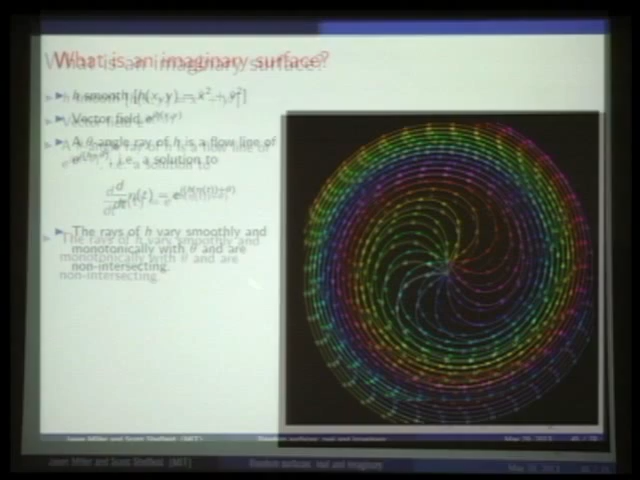 What is an imaginary surface?
h smooth [h(x,y) = x² + y²]
Vector field e^{ih(x,y)}
A θ-angle ray of h is a flow line of
e^{i(h+θ)}, i.e. a solution to
d/dt η(t) = e^{i(h(η(t))+θ)}
The rays of h vary smoothly and
monotonically with θ and are
non-intersecting.
Jason Miller and Scott Sheffield (MIT) Random surfaces: real and imaginary May 29, 2013